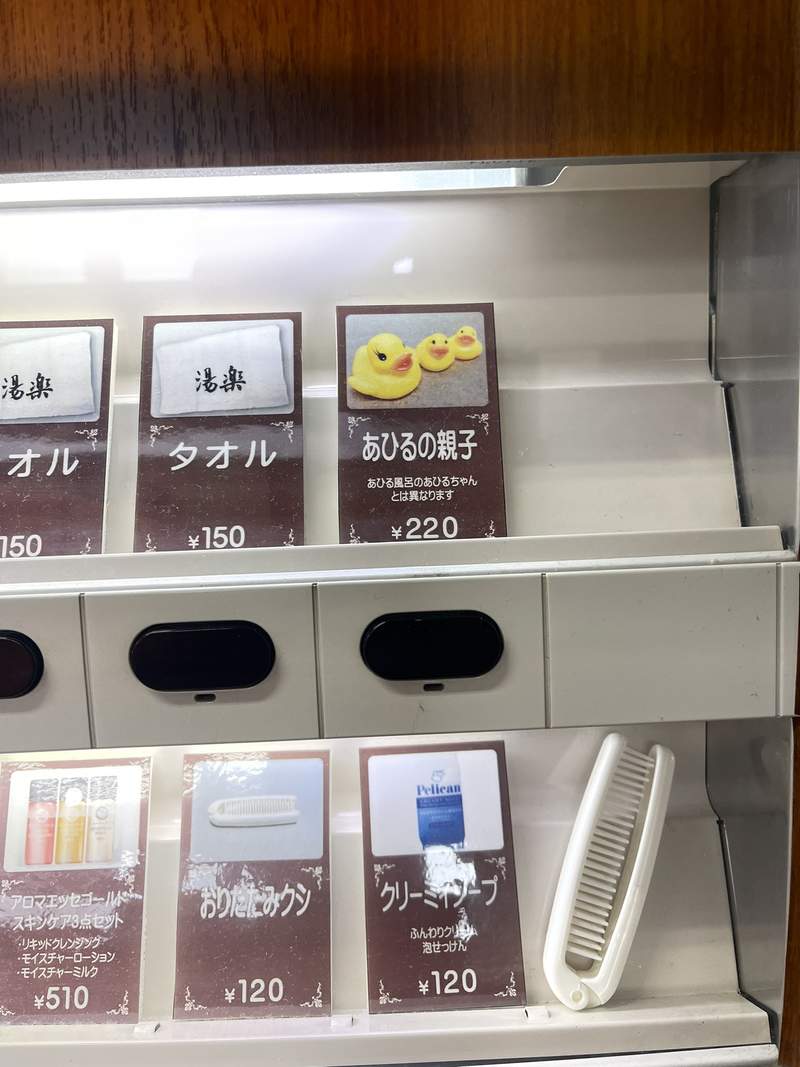 湯楽
オル
150
湯楽
タオル
¥150
あひるの親子
あひる風呂のあひるちゃん
とは異なります
¥220
アロマエッセゴールド
スキンケア3点セット
・リキッドクレンジング
・モイスチャーローション
・モイスチャーミルク
¥510
おりたたみクシ
¥120
Pelican
クリーミィソープ
ふんわりクリーム
泡せっけん
¥120